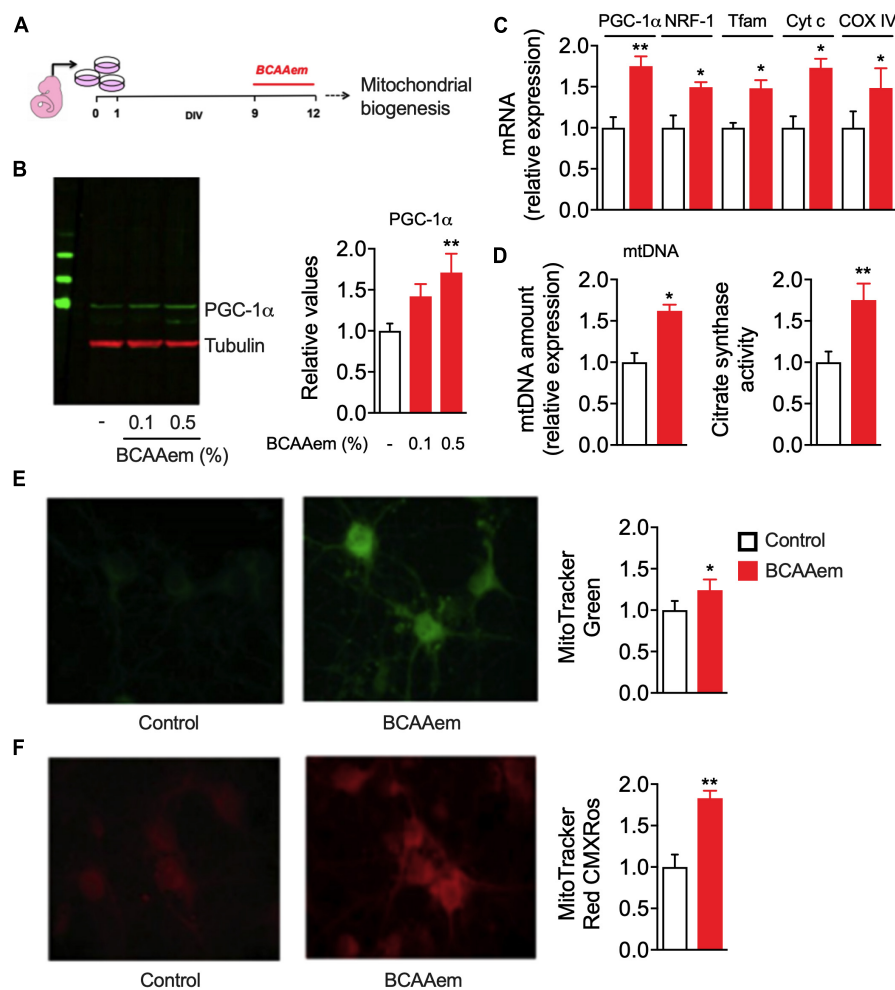 A
BCAAem
0 1 DIV 9 12
Mitochondrial
biogenesis
B
PGC-1α
Tubulin
- 0.1 0.5
BCAAem (%)
PGC-1α
Relative values
2.0
1.5
1.0
0.5
0.0
**
BCAAem (%) - 0.1 0.5
C
PGC-1α NRF-1 Tfam Cyt c COX IV
mRNA
(relative expression)
2.0
1.5
1.0
0.5
0.0
** * * * *
D
mtDNA
mtDNA amount
(relative expression)
2.0
1.5
1.0
0.5
0.0
*
Citrate synthase
activity
2.0
1.5
1.0
0.5
0.0
**
E
Control
BCAAem
MitoTracker
Green
2.0
1.5
1.0
0.5
0.0
*
Control
BCAAem
F
Control
BCAAem
MitoTracker
Red CMXRos
2.0
1.5
1.0
0.5
0.0
**